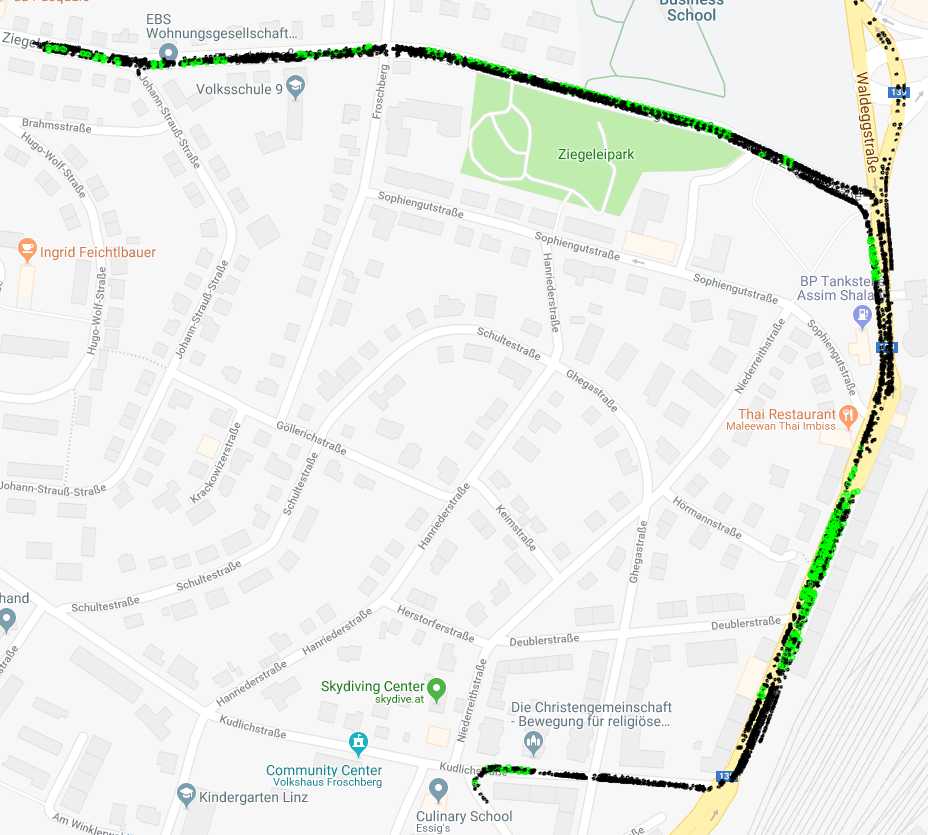 EBS
Wohnungsgesellschaft...
Business
School
Volksschule 9
139
Waldeggstraße
Froschberg
Johann-Strauß-Straße
Brahmsstraße
Hugo-Wolf-Straße
Ziegeleipark
Sophiengutstraße
Sophiengutstraße
Ingrid Feichtlbauer
Hanriederstraße
Sophiengutstraße
BP Tankste
Assim Shala
Hugo-Wolf-Straße
Johann-Strauß-Straße
Schultestraße
Niederreithstraße
Sophiengutstraße
Ghegastraße
Thai Restaurant
Maleewan Thai Imbiss
Göllerichstraße
Krackowizerstraße
Schultestraße
Johann-Strauß-Straße
Hanriederstraße
Keimstraße
Hörmannstraße
Ghegastraße
Schultestraße
Schultestraße
hand
Hanriederstraße
Herstorferstraße
Deublerstraße
Deublerstraße
Hanriederstraße
Niederreithstraße
Skydiving Center
skydive.at
Die Christengemeinschaft
- Bewegung für religiöse...
Kudlichstraße
Community Center
Volkshaus Froschberg
Kindergarten Linz
Culinary School
Essig's
Am Winklerw